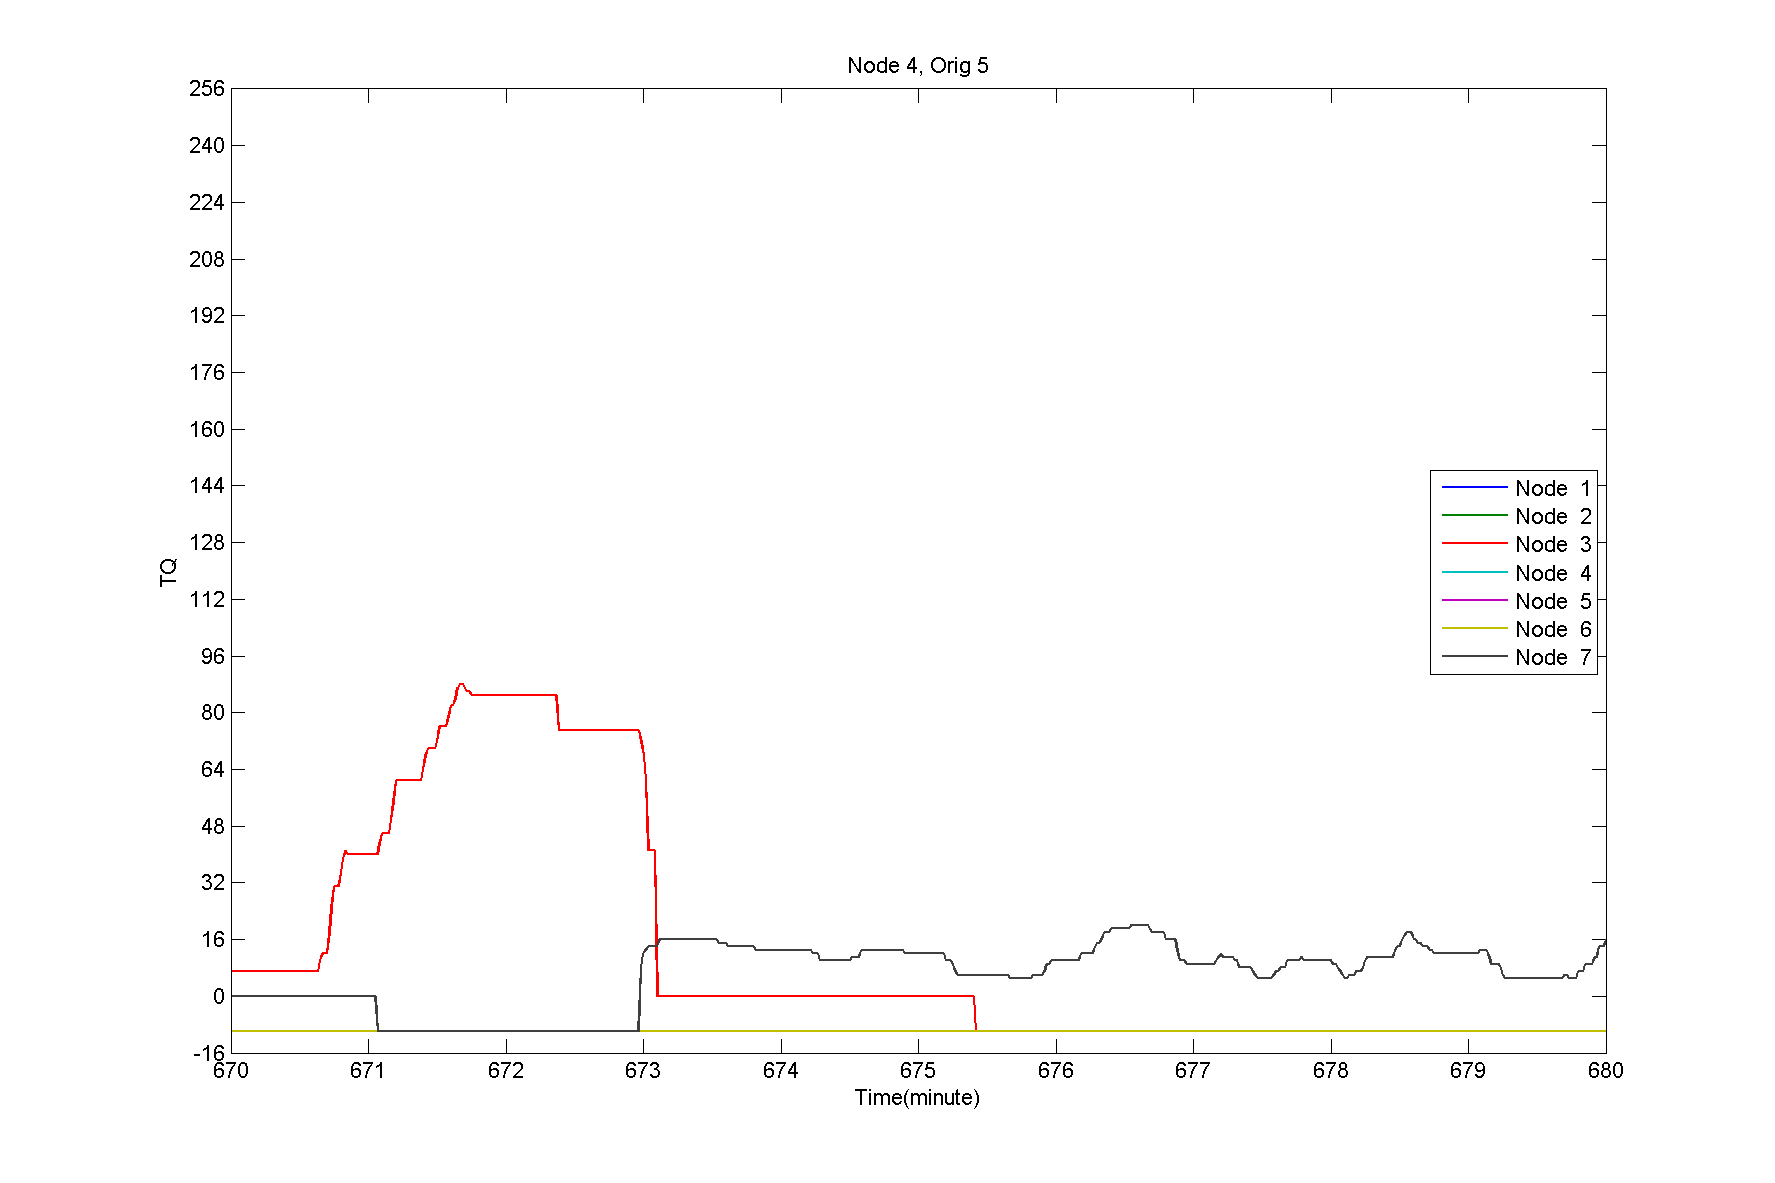 Node 4, Orig 5
256
240
224
208
192
176
160
144
128
112
96
80
64
48
32
16
0
-16
TQ
Node 1
Node 2
Node 3
Node 4
Node 5
Node 6
Node 7
670 671 672 673 674 675 676 677 678 679 680
Time(minute)